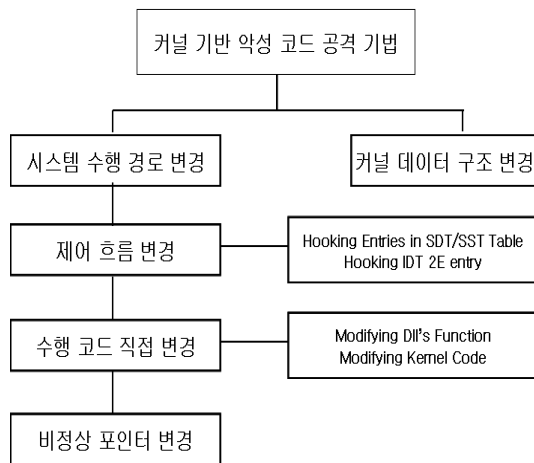 커널 기반 악성 코드 공격 기법
시스템 수행 경로 변경
커널 데이터 구조 변경
제어 흐름 변경
Hooking Entries in SDT/SST Table
Hooking IDT 2E entry
수행 코드 직접 변경
Modifying Dll's Function
Modifying Kernel Code
비정상 포인터 변경